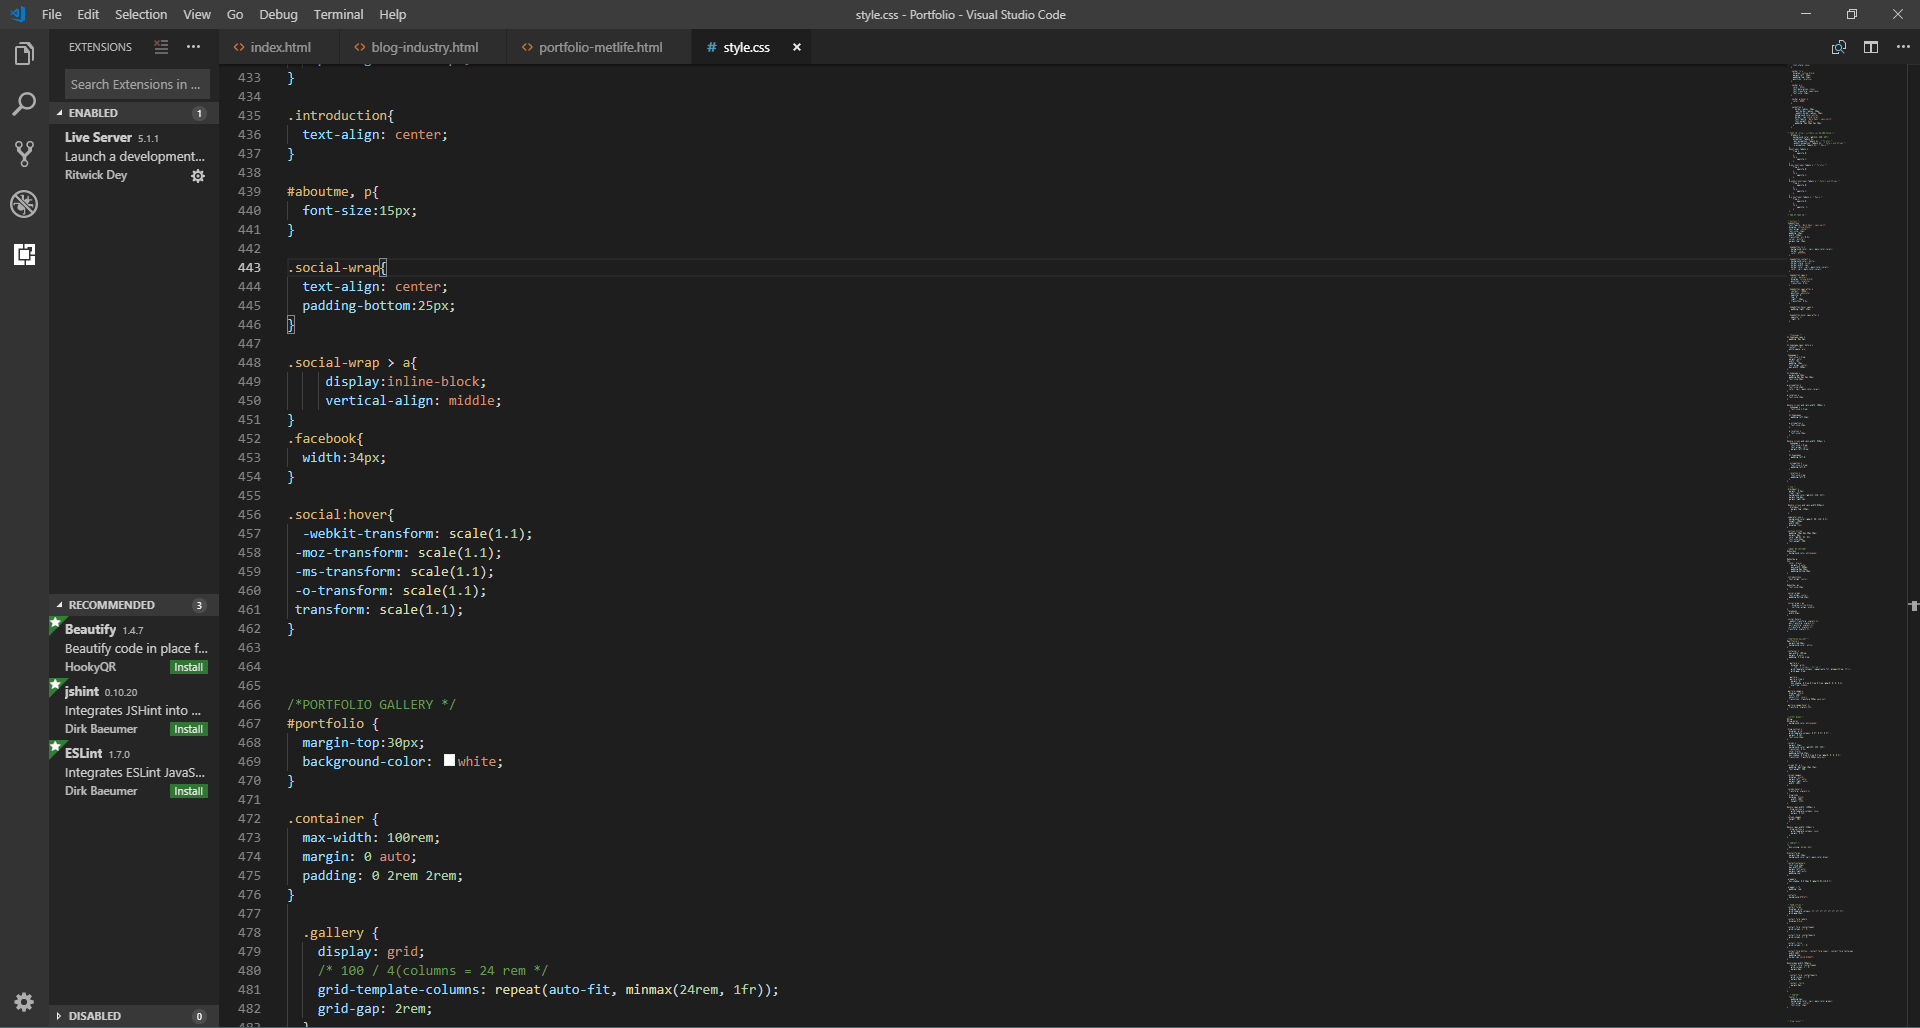 File Edit Selection View Go Debug Terminal Help
style.css - Portfolio - Visual Studio Code
EXTENSIONS
index.html
blog-industry.html
portfolio-metlife.html
# style.css
Search Extensions in ...
ENABLED 1
Live Server 5.1.1
Launch a development...
Ritwick Dey
RECOMMENDED 3
Beautify 1.4.7
Beautify code in place f...
HookyQR Install
jshint 0.10.20
Integrates JSHint into ...
Dirk Baeumer Install
ESLint 1.7.0
Integrates ESLint JavaS...
Dirk Baeumer Install
DISABLED 0
433 }
434
435 .introduction{
436 text-align: center;
437 }
438
439 #aboutme, p{
440 font-size:15px;
441 }
442
443 .social-wrap{
444 text-align: center;
445 padding-bottom:25px;
446 }
447
448 .social-wrap > a{
449 display:inline-block;
450 vertical-align: middle;
451 }
452 .facebook{
453 width:34px;
454 }
455
456 .social:hover{
457 -webkit-transform: scale(1.1);
458 -moz-transform: scale(1.1);
459 -ms-transform: scale(1.1);
460 -o-transform: scale(1.1);
461 transform: scale(1.1);
462 }
463
464
465
466 /*PORTFOLIO GALLERY */
467 #portfolio {
468 margin-top:30px;
469 background-color: white;
470 }
471
472 .container {
473 max-width: 100rem;
474 margin: 0 auto;
475 padding: 0 2rem 2rem;
476 }
477
478 .gallery {
479 display: grid;
480 /* 100 / 4(columns = 24 rem */
481 grid-template-columns: repeat(auto-fit, minmax(24rem, 1fr));
482 grid-gap: 2rem;